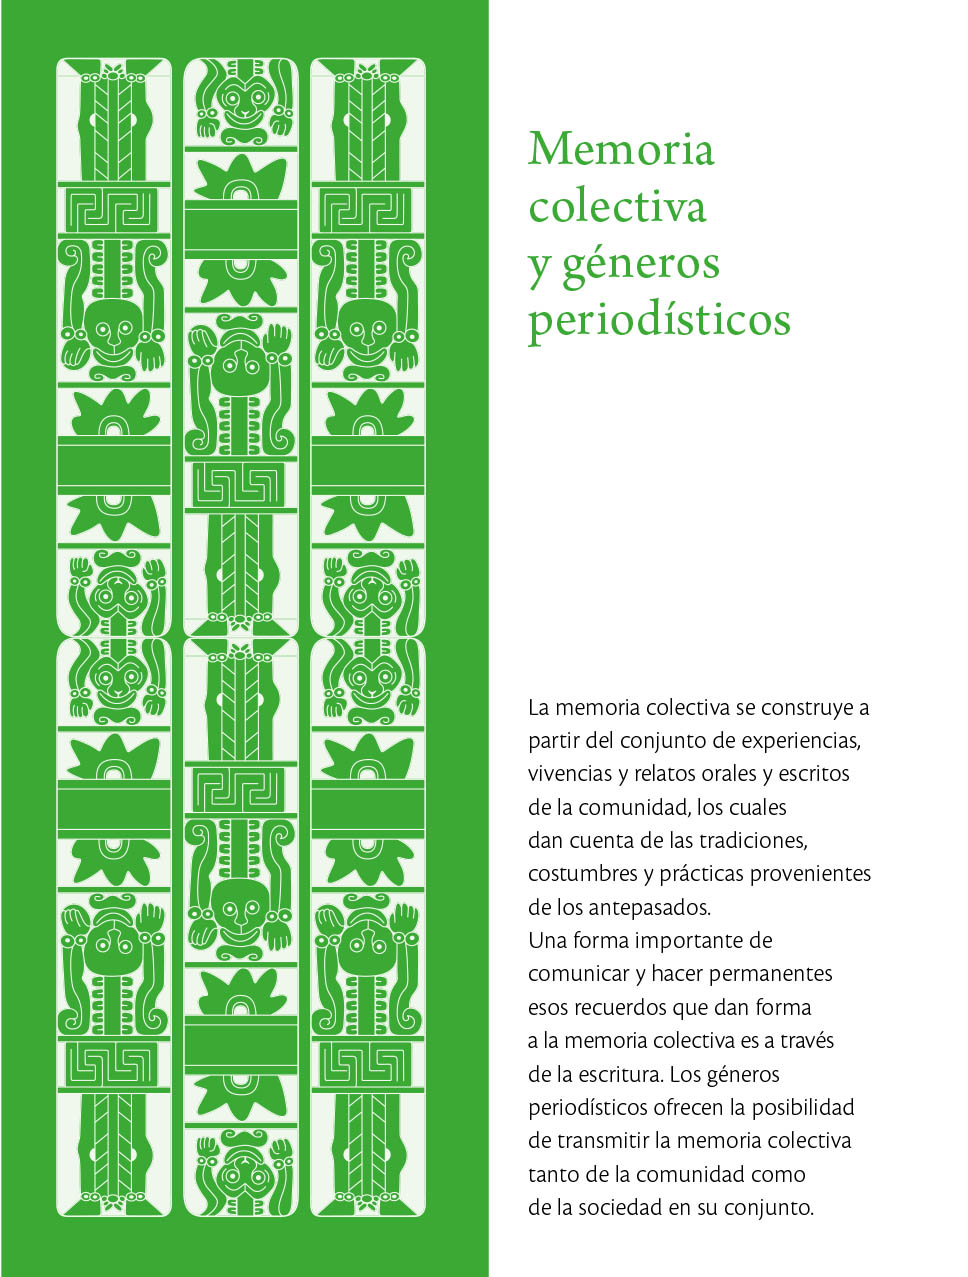 Memoria
colectiva
y géneros
periodísticos
La memoria colectiva se construye a
partir del conjunto de experiencias,
vivencias y relatos orales y escritos
de la comunidad, los cuales
dan cuenta de las tradiciones,
costumbres y prácticas provenientes
de los antepasados.
Una forma importante de
comunicar y hacer permanentes
esos recuerdos que dan forma
a la memoria colectiva es a través
de la escritura. Los géneros
periodísticos ofrecen la posibilidad
de transmitir la memoria colectiva
tanto de la comunidad como
de la sociedad en su conjunto.